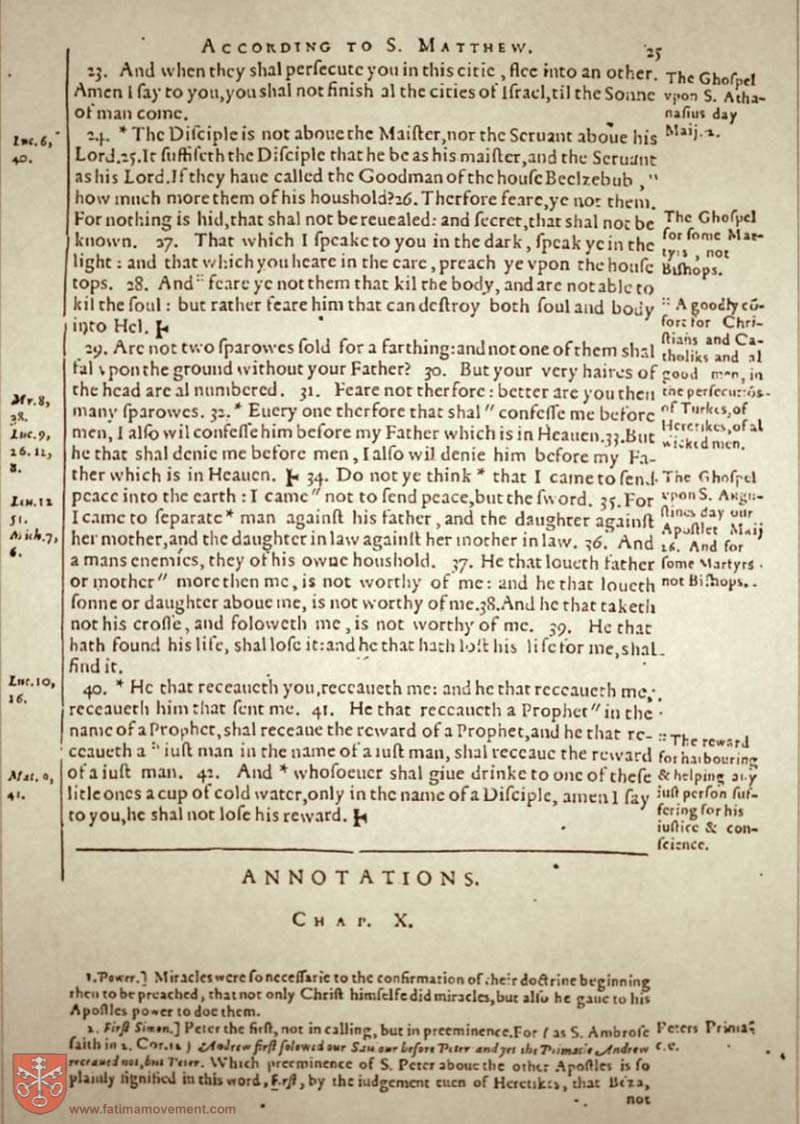 ACCORDING TO S. MATTHEW. 25
23. And when they shal perſecute you in this citie, flee into an other.
Amen I ſay to you, you shal not finish al the cities of Iſrael, til the Sonne
of man come.
24. * The Diſciple is not aboue the Maiſter, nor the Seruant aboue his
Lord. 25. It ſuffiſeth the Diſciple that he be as his maiſter, and the Seruant
as his Lord. If they haue called the Goodman of the houſe Beelzebub, "
how much more them of his houshold? 26. Therfore feare, ye not them.
For nothing is hid, that shal not be reuealed: and ſecret, that shal not be
known. 27. That which I ſpeake to you in the dark, ſpeak ye in the
light: and that which you heare in the eare, preach ye vpon the houſe
tops. 28. And :: feare ye not them that kil the body, and are not able to
kil the ſoul: but rather feare him that can deſtroy both ſoul and body
into Hel.
29. Are not two ſparowes ſold for a farthing: and not one of them shal
fal vpon the ground without your Father? 30. But your very haires of
the head are al numbered. 31. Feare not therfore: better are you then
many ſparowes. 32. * Euery one therfore that shal " confeſſe me before
men, I alſo wil confeſſe him before my Father which is in Heauen. 33. But
he that shal denie me before men, I alſo wil denie him before my Fa-
ther which is in Heauen. 34. Do not ye think * that I came to ſend
peace into the earth: I came " not to ſend peace, but the ſword. 35. For
I came to ſeparate * man againſt his father, and the daughter againſt
her mother, and the daughter in law againſt her mother in law. 36. And
a mans enemies, they of his owne houshold. 37. He that loueth father
or mother " more then me, is not worthy of me: and he that loueth
ſonne or daughter aboue me, is not worthy of me. 38. And he that taketh
not his croſſe, and foloweth me, is not worthy of me. 39. He that
hath found his life, shal loſe it: and he that hath loſt his life for me, shal
find it.
40. * He that receaueth you, receaueth me: and he that receaueth me,
receaueth him that ſent me. 41. He that receaueth a Prophet " in the
name of a Prophet, shal receaue the reward of a Prophet, and he that re-
ceaueth a :: iuſt man in the name of a iuſt man, shal receaue the reward
of a iuſt man. 42. And * whoſoeuer shal giue drinke to one of theſe
litle ones a cup of cold water, only in the name of a Diſciple, amen I ſay
to you, he shal not loſe his reward.
Luc. 6,
40.
Mr. 8,
38.
Luc. 9,
26. 12,
8.
Luc. 12
51.
Mich. 7,
6.
Luc. 10,
16.
Mar. 9,
41.
The Ghoſpel
vpon S. Atha-
naſius day
Maij. 2.
The Ghoſpel
for ſome Mar-
tyrs, not
Biſhops.
:: A goodly cō-
fort for Chri-
ſtians and Ca-
tholiks and al
good men, in
the perſecutiōs
of Turkes, of
Heretikes, of al
wicked men.
The Ghoſpel
vpon S. Augu-
ſtines day our
Apoſtle, Maij
26. And for
ſome Martyrs
not Biſhops.
:: The reward
for harbouring
& helping any
iuſt perſon ſuf-
fering for his
iuſtice & con-
ſcience.
ANNOTATIONS.
CHAP. X.
1. Power.] Miracles were ſo neceſſarie to the confirmation of their doctrine beginning
then to be preached, that not only Chriſt himſelfe did miracles, but alſo he gaue to his
Apoſtles power to doe them.
2. Firſt Simon.] Peter the firſt, not in calling, but in preeminence. For (as S. Ambroſe
ſaith in 2. Cor. 12) Andrew firſt folowed our Sauiour before Peter and yet the Primacie Andrew
receaued not, but Peter. Which preeminence of S. Peter aboue the other Apoſtles is ſo
plainly ſignified in this word, Firſt, by the iudgement euen of Heretikes, that Beza,
not
Peters Primacie.
www.fatimamovement.com